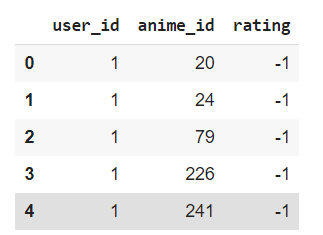 user_id anime_id rating
0 1 20 -1
1 1 24 -1
2 1 79 -1
3 1 226 -1
4 1 241 -1